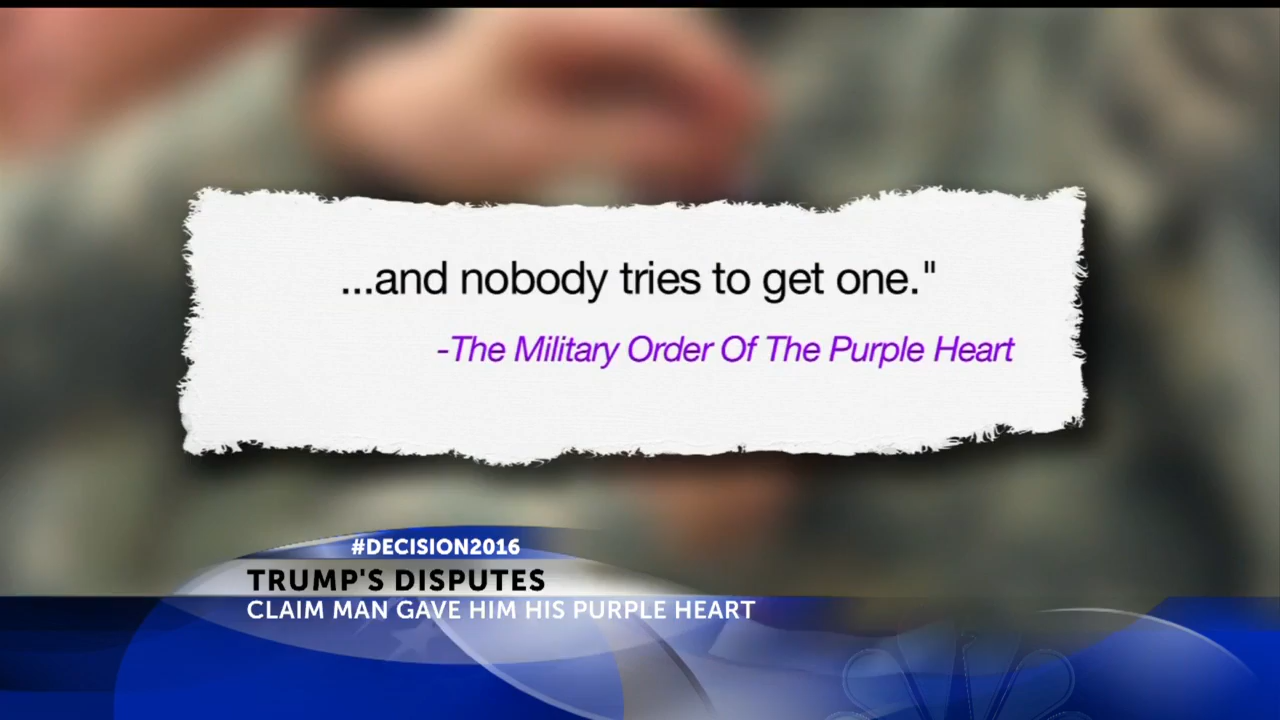 ...and nobody tries to get one."
-The Military Order Of The Purple Heart
#DECISION2016
TRUMP'S DISPUTES
CLAIM MAN GAVE HIM HIS PURPLE HEART